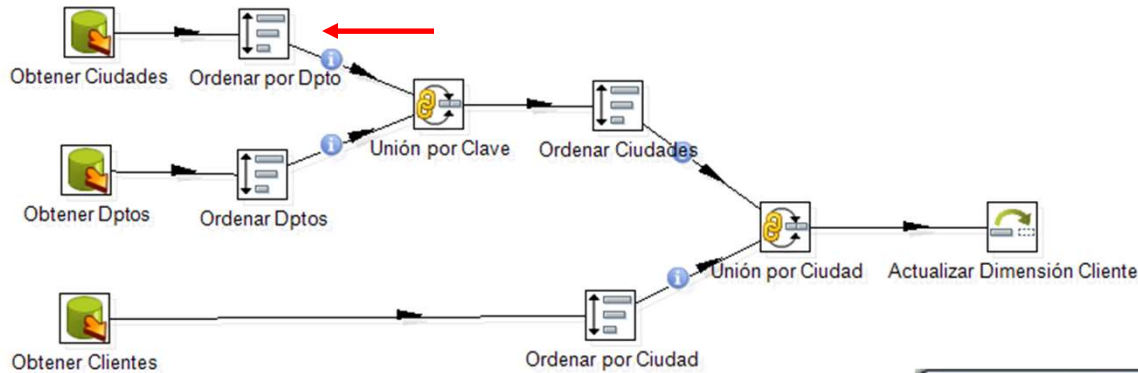 Obtener Ciudades
Ordenar por Dpto
Unión por Clave
Ordenar Ciudades
Obtener Dptos
Ordenar Dptos
Unión por Ciudad
Actualizar Dimensión Cliente
Obtener Clientes
Ordenar por Ciudad